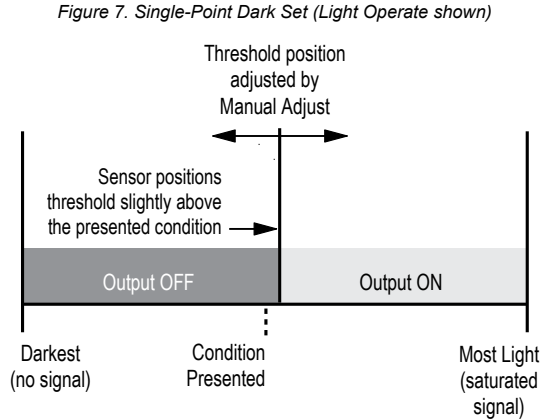 Figure 7. Single-Point Dark Set (Light Operate shown)
Threshold position
adjusted by
Manual Adjust
Sensor positions
threshold slightly above
the presented condition
Output OFF
Output ON
Darkest
(no signal)
Condition
Presented
Most Light
(saturated
signal)